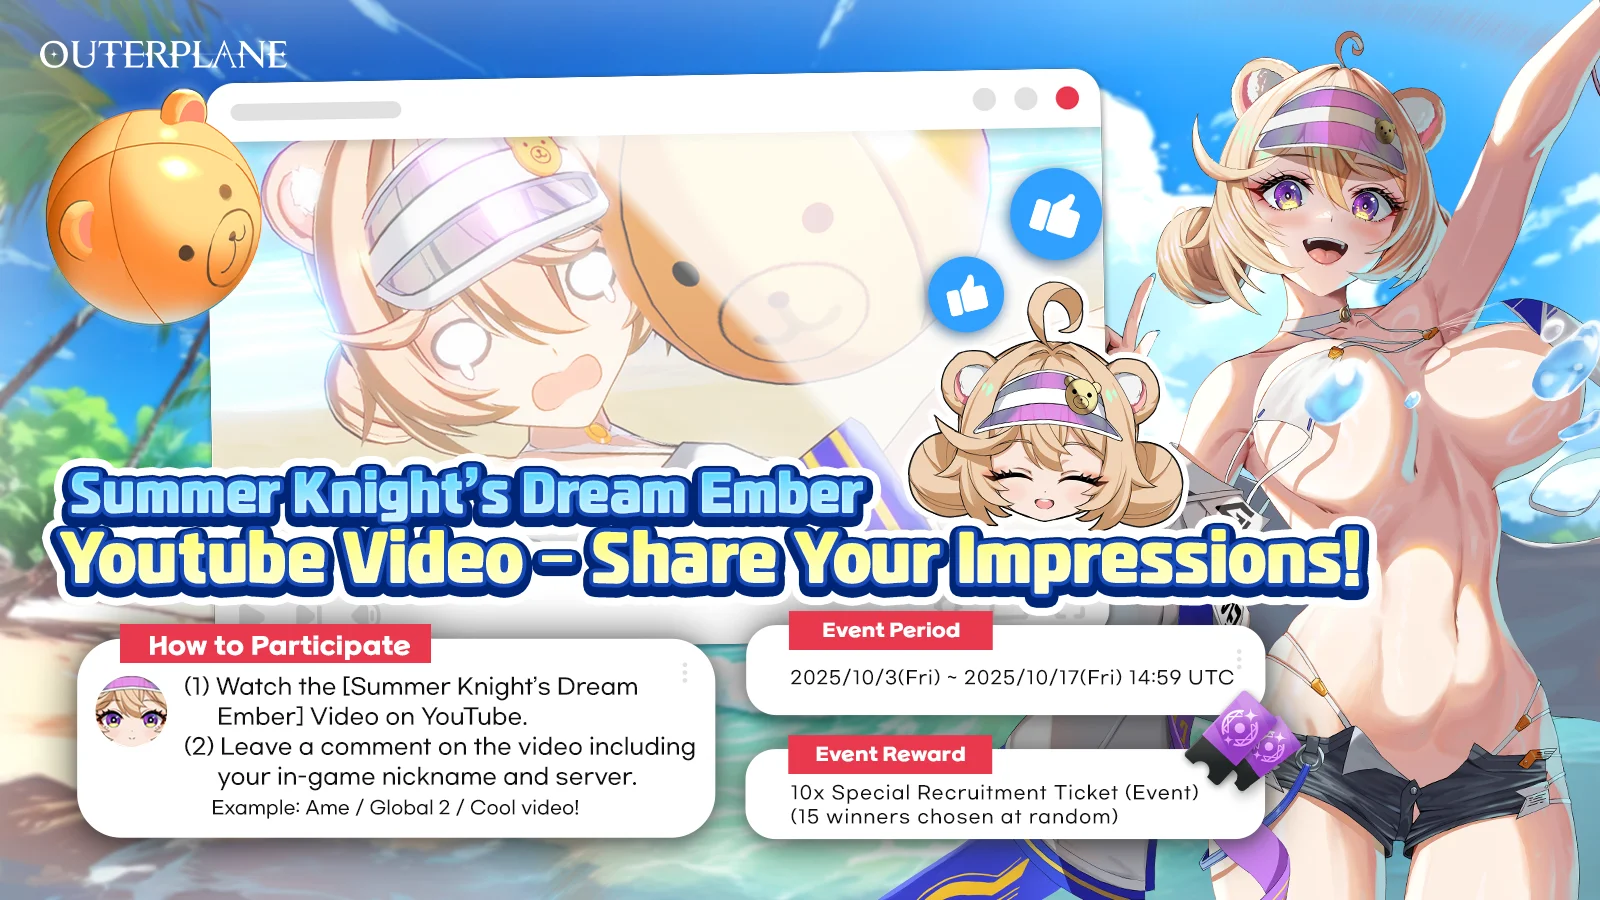 OUTERPLANE
Summer Knight's Dream Ember
Youtube Video - Share Your Impressions!
How to Participate
(1) Watch the [Summer Knight's Dream
Ember] Video on YouTube.
(2) Leave a comment on the video including
your in-game nickname and server.
Example: Ame / Global 2 / Cool video!
Event Period
2025/10/3(Fri) ~ 2025/10/17(Fri) 14:59 UTC
Event Reward
10x Special Recruitment Ticket (Event)
(15 winners chosen at random)